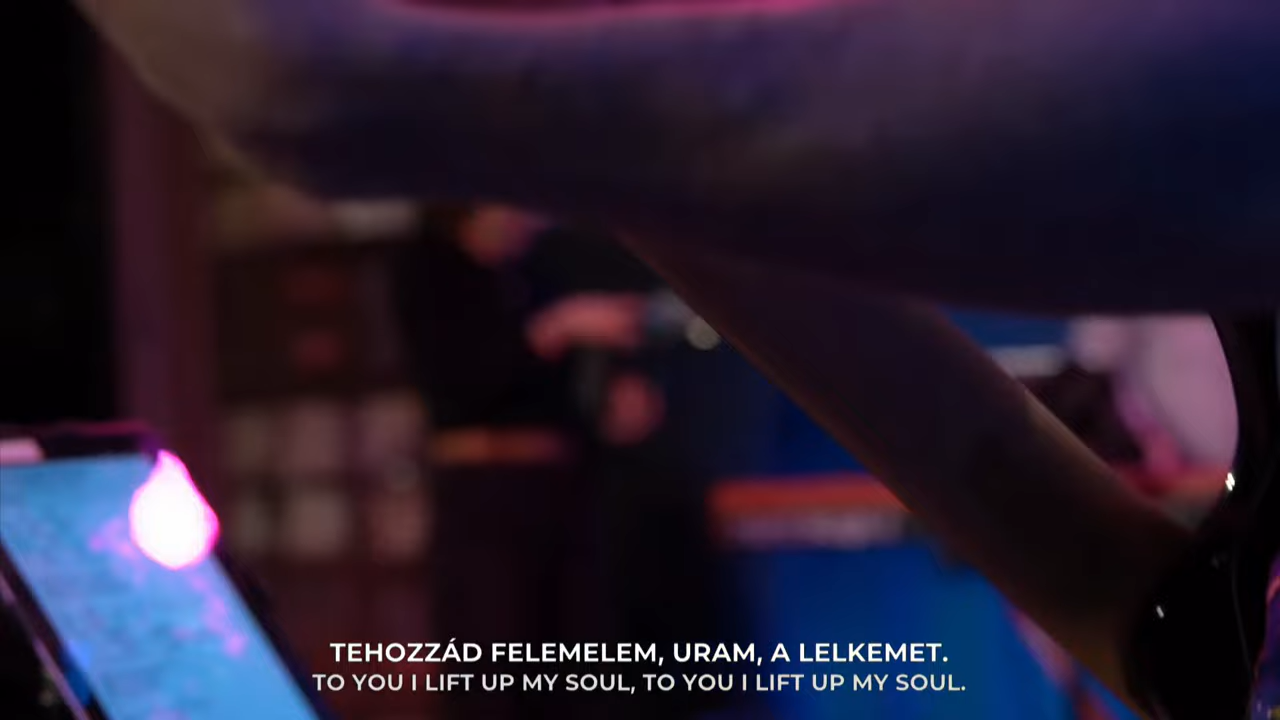 TEHOZZÁD FELEMELEM, URAM, A LELKEMET.
TO YOU I LIFT UP MY SOUL, TO YOU I LIFT UP MY SOUL.